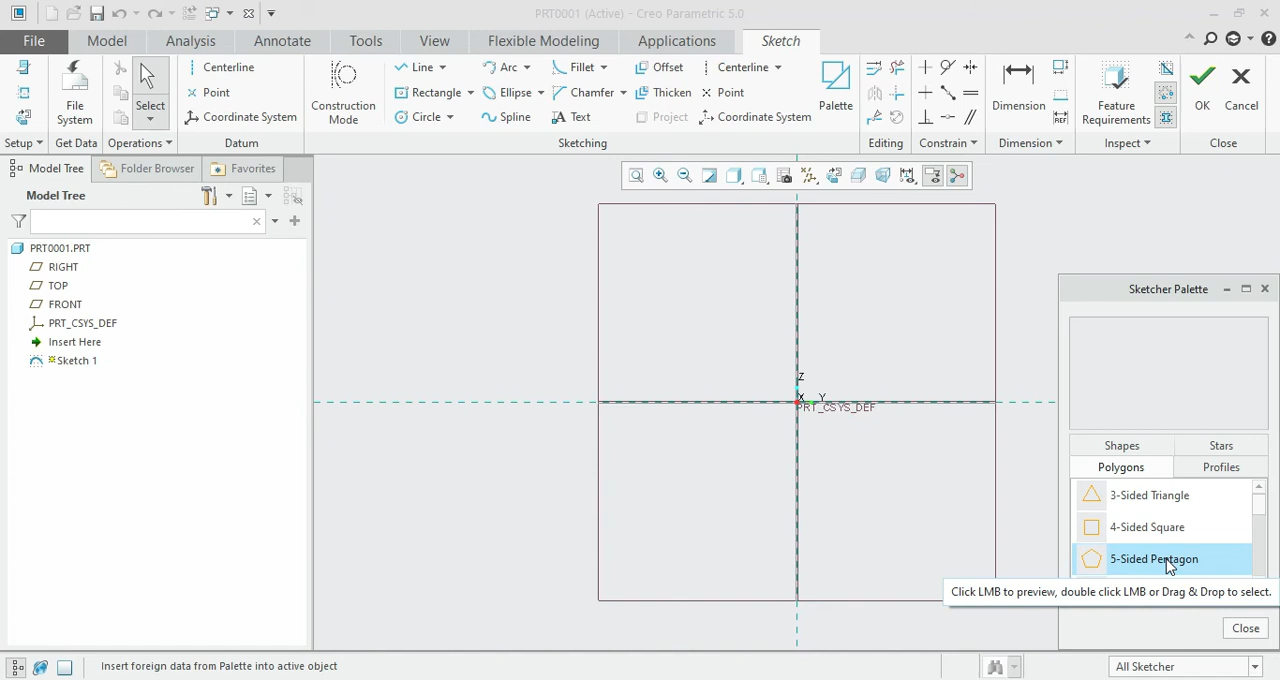 PRT0001 (Active) - Creo Parametric 5.0
File Model Analysis Annotate Tools View Flexible Modeling Applications Sketch
Centerline
Point
Coordinate System
File System
Select
Construction Mode
Line Arc Fillet Offset Centerline
Rectangle Ellipse Chamfer Thicken Point
Circle Spline Text Project Coordinate System
Palette
Dimension
REF
Feature Requirements
OK Cancel
Setup Get Data Operations Datum Sketching Editing Constrain Dimension Inspect Close
Model Tree Folder Browser Favorites
Model Tree
PRT0001.PRT
RIGHT
TOP
FRONT
PRT_CSYS_DEF
Insert Here
Sketch 1
Z
X Y
PRT_CSYS_DEF
Sketcher Palette
Shapes Stars
Polygons Profiles
3-Sided Triangle
4-Sided Square
5-Sided Pentagon
Click LMB to preview, double click LMB or Drag & Drop to select.
Close
Insert foreign data from Palette into active object
All Sketcher